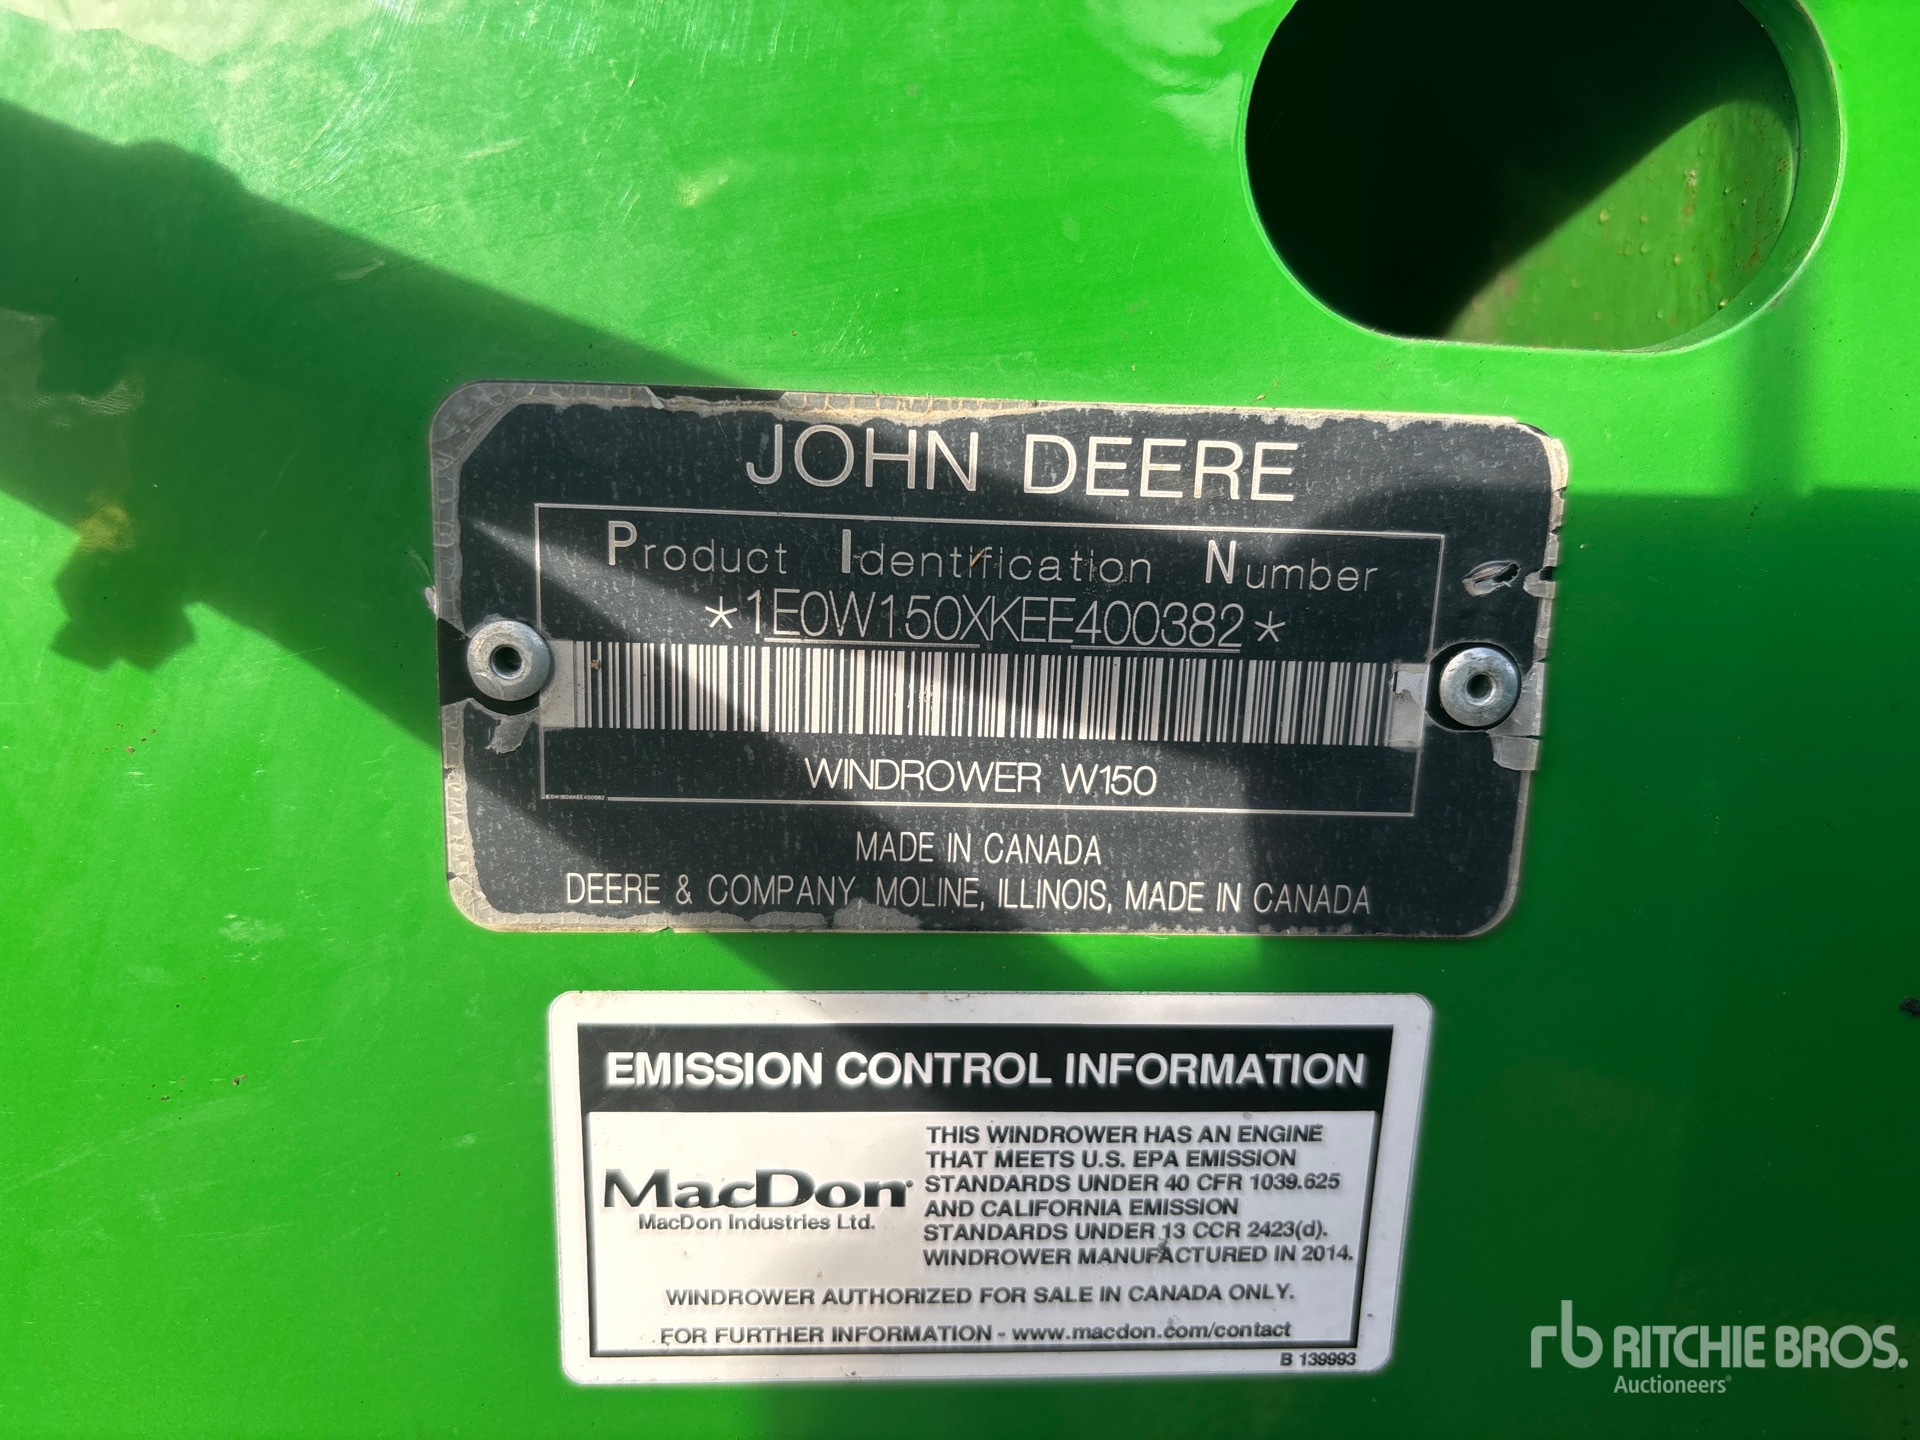 JOHN DEERE
Product Identification Number
*1E0W150XKEE400382*
WINDROWER W150
1E0W150XKEE400382
MADE IN CANADA
DEERE & COMPANY, MOLINE, ILLINOIS, MADE IN CANADA
EMISSION CONTROL INFORMATION
MacDon®
MacDon Industries Ltd.
THIS WINDROWER HAS AN ENGINE
THAT MEETS U.S. EPA EMISSION
STANDARDS UNDER 40 CFR 1039.625
AND CALIFORNIA EMISSION
STANDARDS UNDER 13 CCR 2423(d).
WINDROWER MANUFACTURED IN 2014.
WINDROWER AUTHORIZED FOR SALE IN CANADA ONLY.
FOR FURTHER INFORMATION - www.macdon.com/contact
B 139993
rb RITCHIE BROS.
Auctioneers®